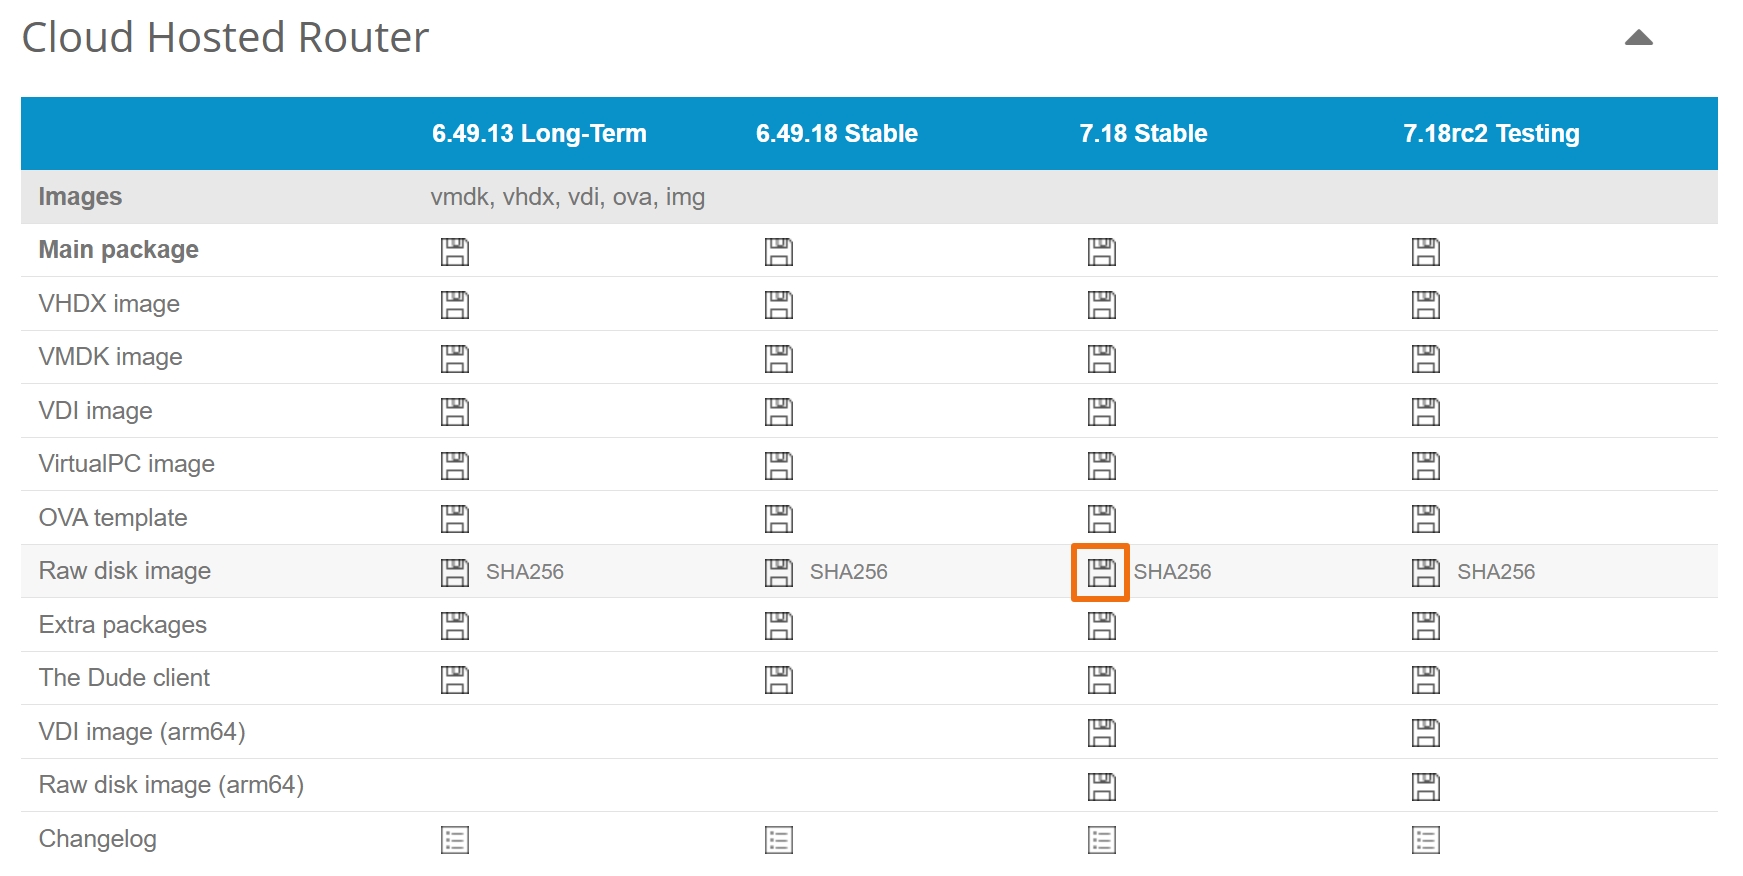 Cloud Hosted Router
6.49.13 Long-Term 6.49.18 Stable 7.18 Stable 7.18rc2 Testing
Images vmdk, vhdx, vdi, ova, img
Main package
VHDX image
VMDK image
VDI image
VirtualPC image
OVA template
Raw disk image SHA256 SHA256 SHA256 SHA256
Extra packages
The Dude client
VDI image (arm64)
Raw disk image (arm64)
Changelog